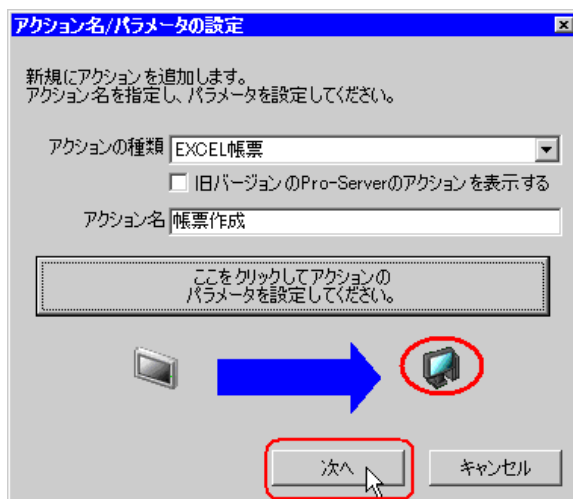 アクション名/パラメータの設定
新規にアクションを追加します。
アクション名を指定し、パラメータを設定してください。
アクションの種類 EXCEL帳票
旧バージョンのPro-Serverのアクションを表示する
アクション名 帳票作成
ここをクリックしてアクションの
パラメータを設定してください。
次へ キャンセル